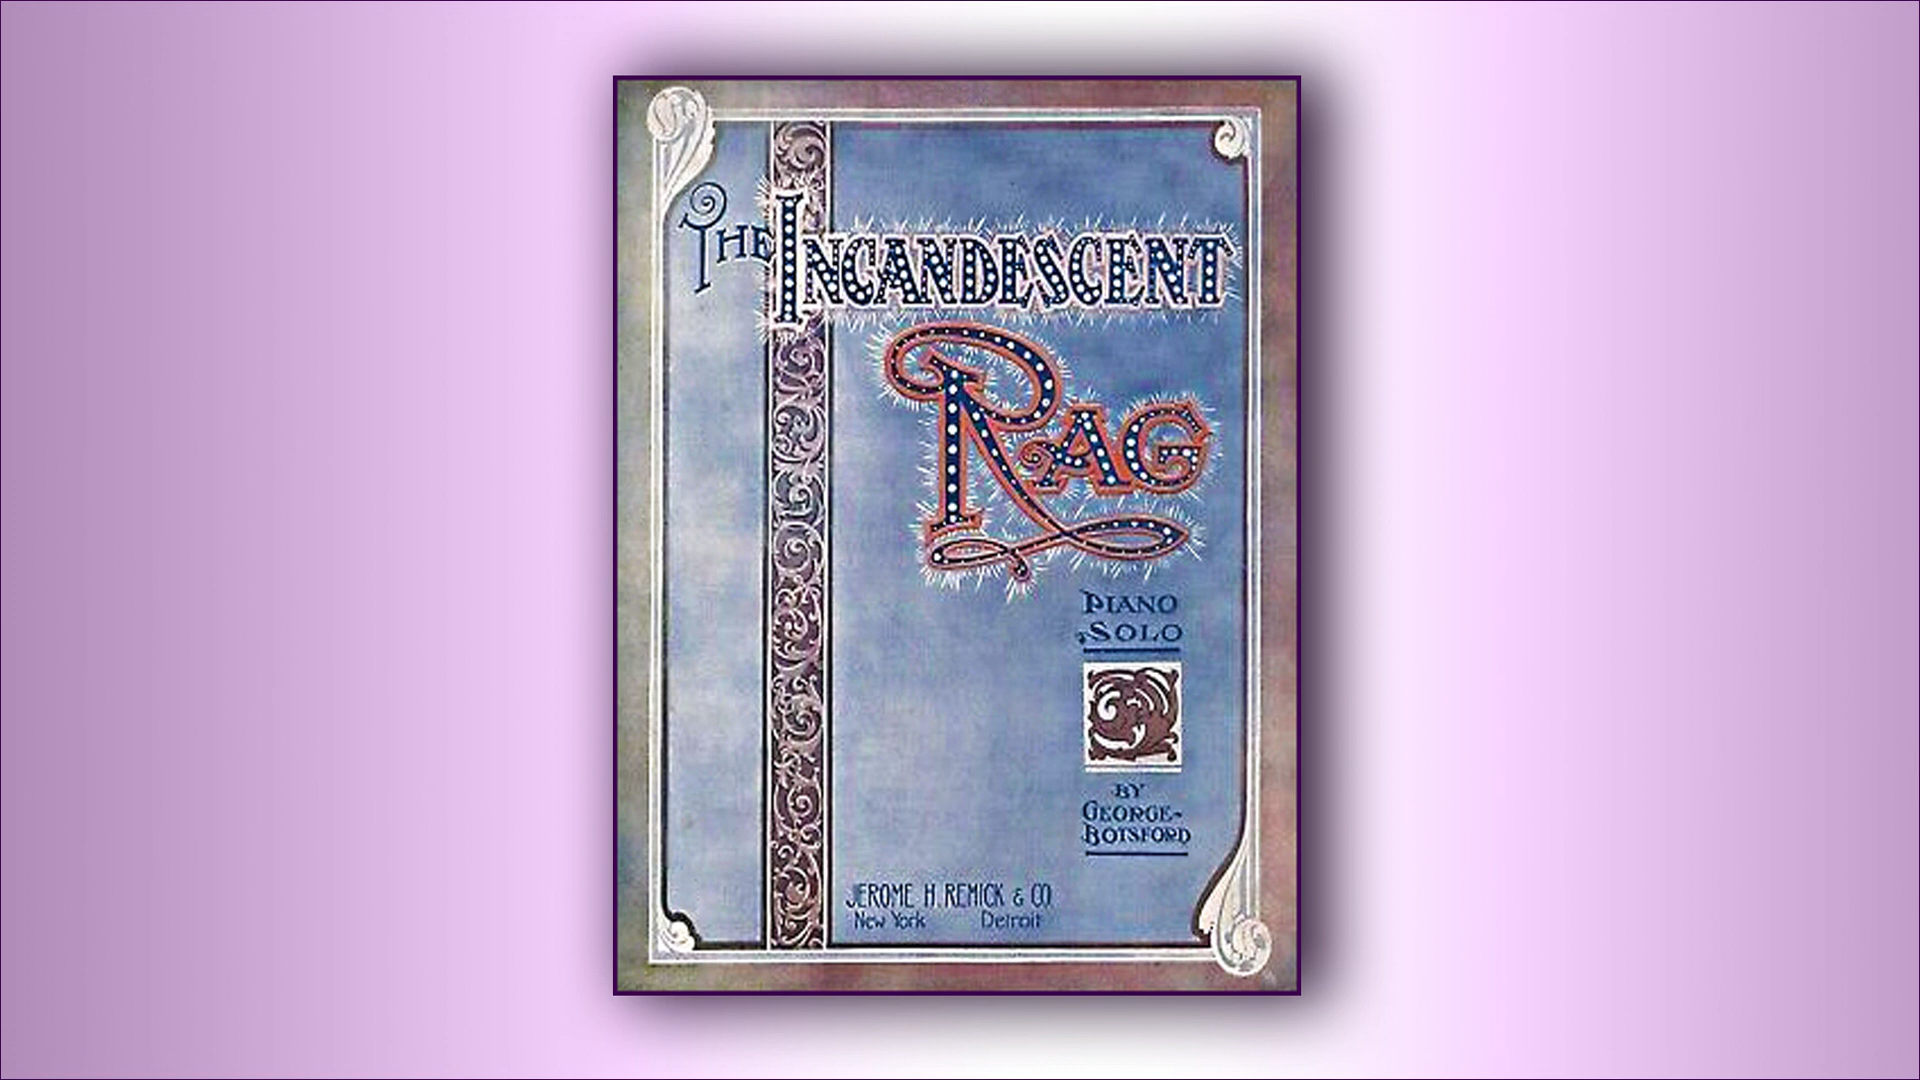 THE INCANDESCENT
RAG
PIANO
SOLO
BY
GEORGE-
BOTSFORD
JEROME H. REMICK & CO.
New York Detroit